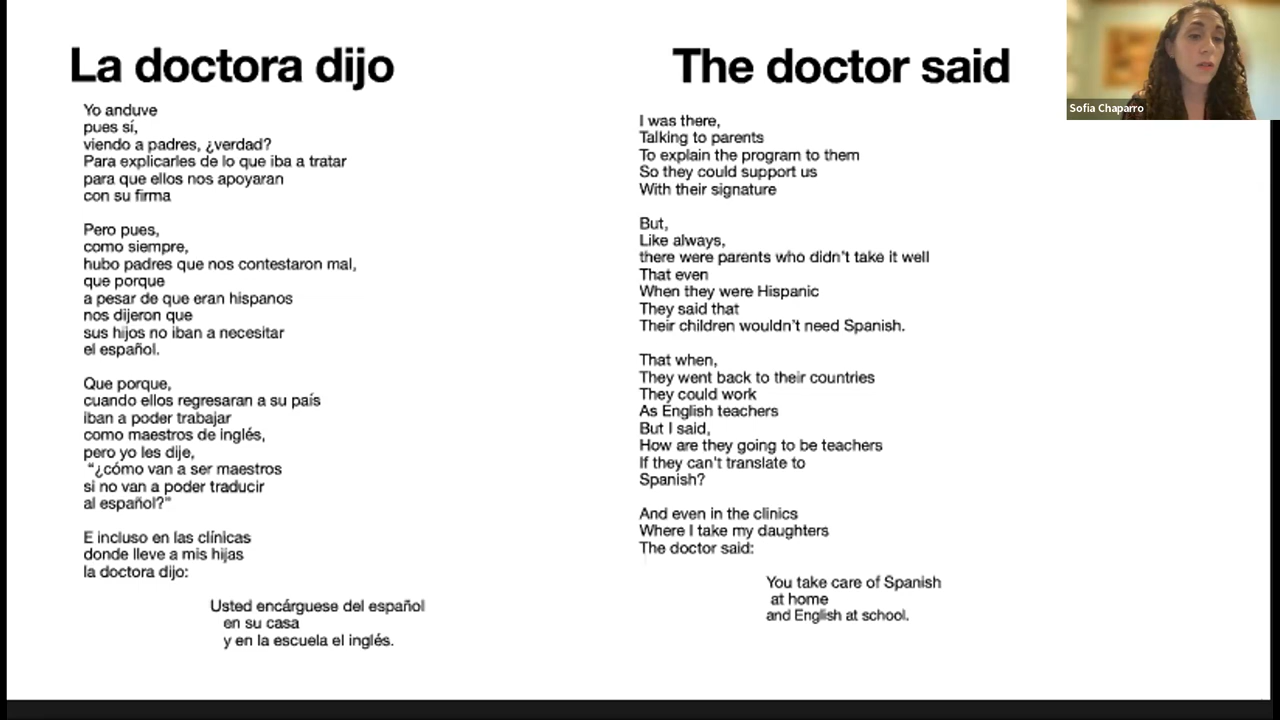 La doctora dijo
Yo anduve
pues sí,
viendo a padres, ¿verdad?
Para explicarles de lo que iba a tratar
para que ellos nos apoyaran
con su firma
Pero pues,
como siempre,
hubo padres que nos contestaron mal,
que porque
a pesar de que eran hispanos
nos dijeron que
sus hijos no iban a necesitar
el español.
Que porque,
cuando ellos regresaran a su país
iban a poder trabajar
como maestros de inglés,
pero yo les dije,
“¿cómo van a ser maestros
si no van a poder traducir
al español?”
E incluso en las clínicas
donde lleve a mis hijas
la doctora dijo:
Usted encárguese del español
en su casa
y en la escuela el inglés.
The doctor said
I was there,
Talking to parents
To explain the program to them
So they could support us
With their signature
But,
Like always,
there were parents who didn’t take it well
That even
When they were Hispanic
They said that
Their children wouldn’t need Spanish.
That when,
They went back to their countries
They could work
As English teachers
But I said,
How are they going to be teachers
If they can’t translate to
Spanish?
And even in the clinics
Where I take my daughters
The doctor said:
You take care of Spanish
at home
and English at school.
Sofía Chaparro